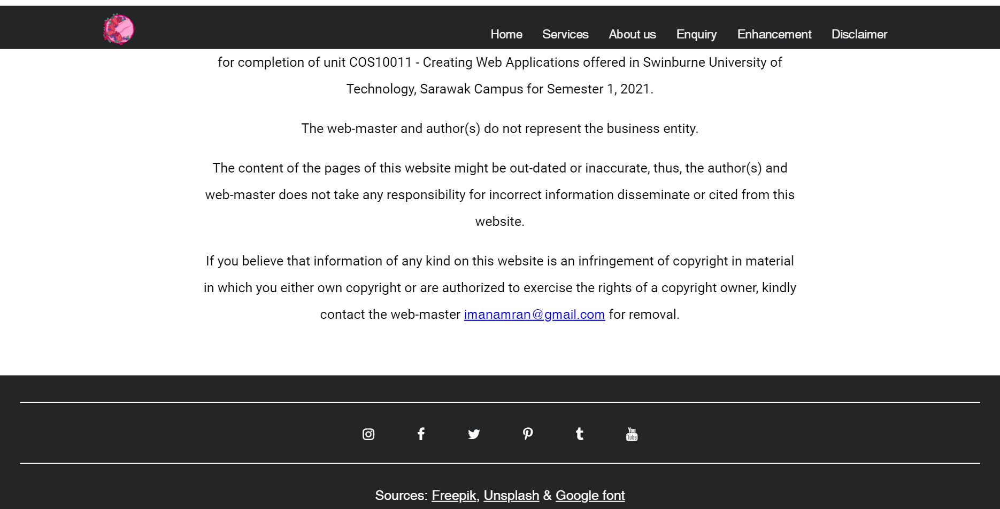 Home Services About us Enquiry Enhancement Disclaimer
for completion of unit COS10011 - Creating Web Applications offered in Swinburne University of
Technology, Sarawak Campus for Semester 1, 2021.
The web-master and author(s) do not represent the business entity.
The content of the pages of this website might be out-dated or inaccurate, thus, the author(s) and
web-master does not take any responsibility for incorrect information disseminate or cited from this
website.
If you believe that information of any kind on this website is an infringement of copyright in material
in which you either own copyright or are authorized to exercise the rights of a copyright owner, kindly
contact the web-master imanamran@gmail.com for removal.
You
Tube
Sources: Freepik, Unsplash & Google font